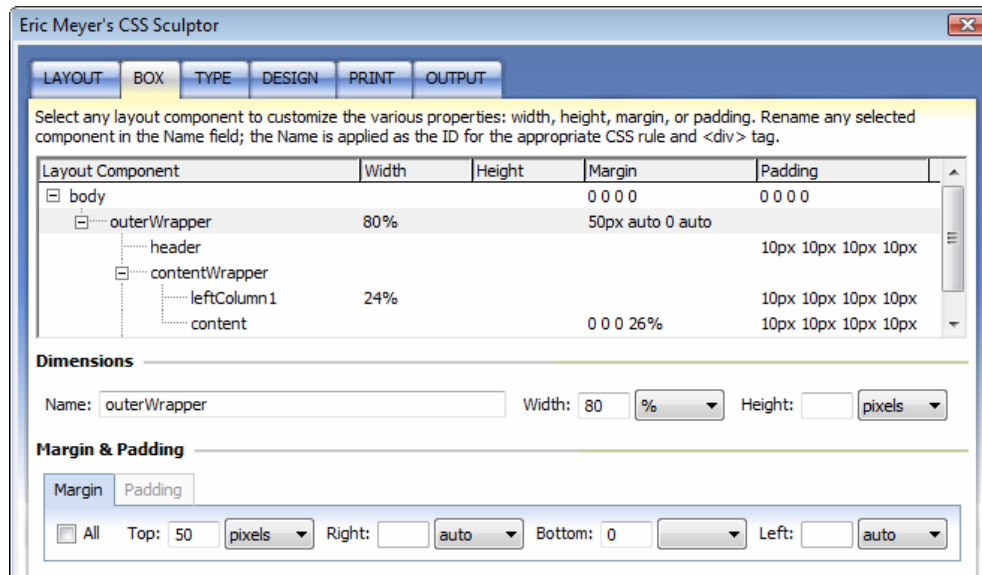 Eric Meyer's CSS Sculptor
LAYOUT BOX TYPE DESIGN PRINT OUTPUT
Select any layout component to customize the various properties: width, height, margin, or padding. Rename any selected
component in the Name field; the Name is applied as the ID for the appropriate CSS rule and <div> tag.
Layout Component Width Height Margin Padding
body 0 0 0 0 0 0 0 0
outerWrapper 80% 50px auto 0 auto
header 10px 10px 10px 10px
contentWrapper
leftColumn1 24% 10px 10px 10px 10px
content 0 0 0 26% 10px 10px 10px 10px
Dimensions
Name: outerWrapper Width: 80 % Height: pixels
Margin & Padding
Margin Padding
All Top: 50 pixels Right: auto Bottom: 0 Left: auto